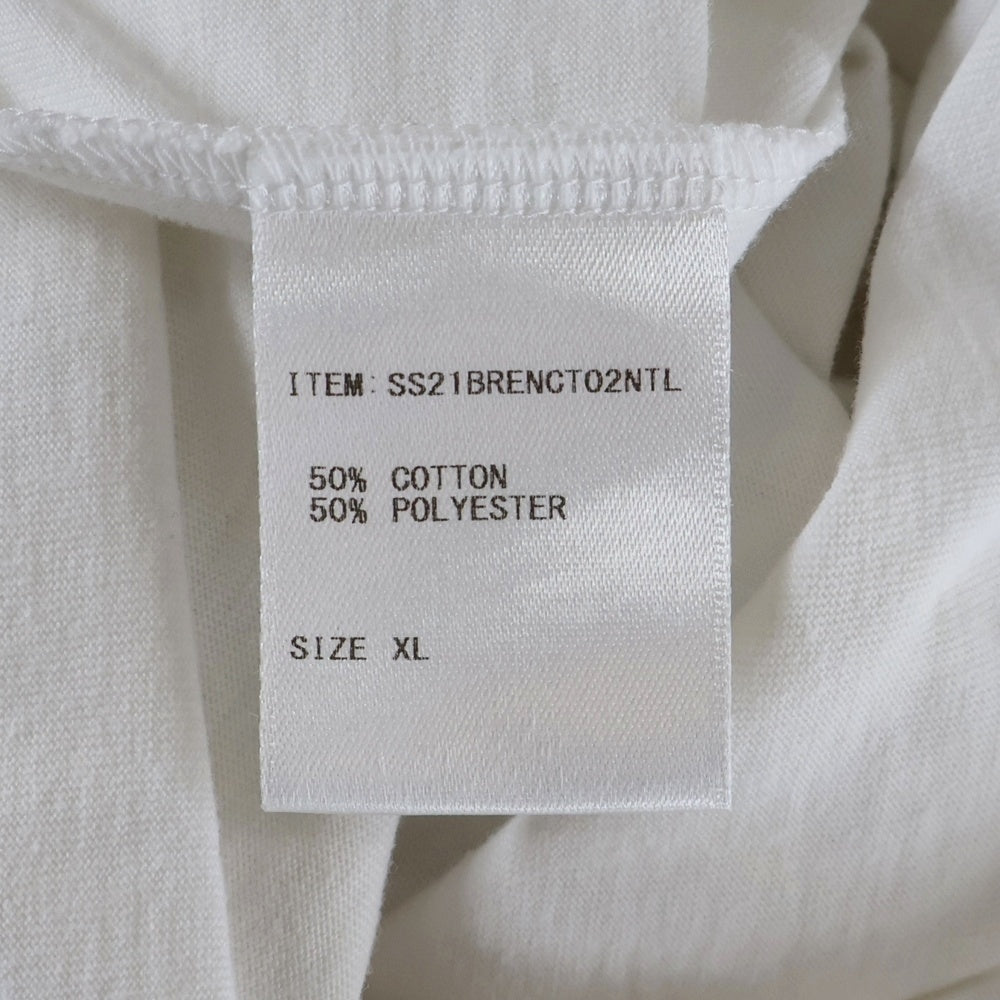 ITEM: SS21BRENCT02NTL
50% COTTON
50% POLYESTER
SIZE XL